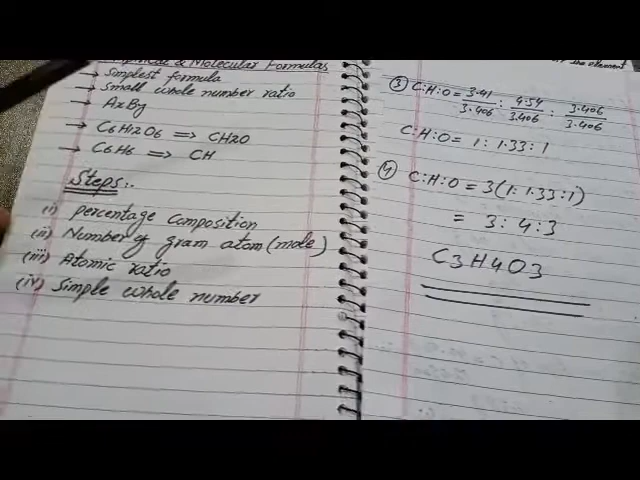 Empirical & Molecular Formulas
→ Simplest formula
→ Small whole number ratio
→ AxBy
→ C6H12O6 => CH2O
→ C6H6 => CH
Steps:.
(i) percentage Composition
(ii) Number of gram atom (mole)
(iii) Atomic ratio
(iv) Simple whole number
the element
③ C:H:O = 3.41/3.406 : 4.54/3.406 : 3.406/3.406
C:H:O = 1 : 1.33 : 1
④ C:H:O = 3(1: 1.33:1)
= 3: 4:3
C3H4O3